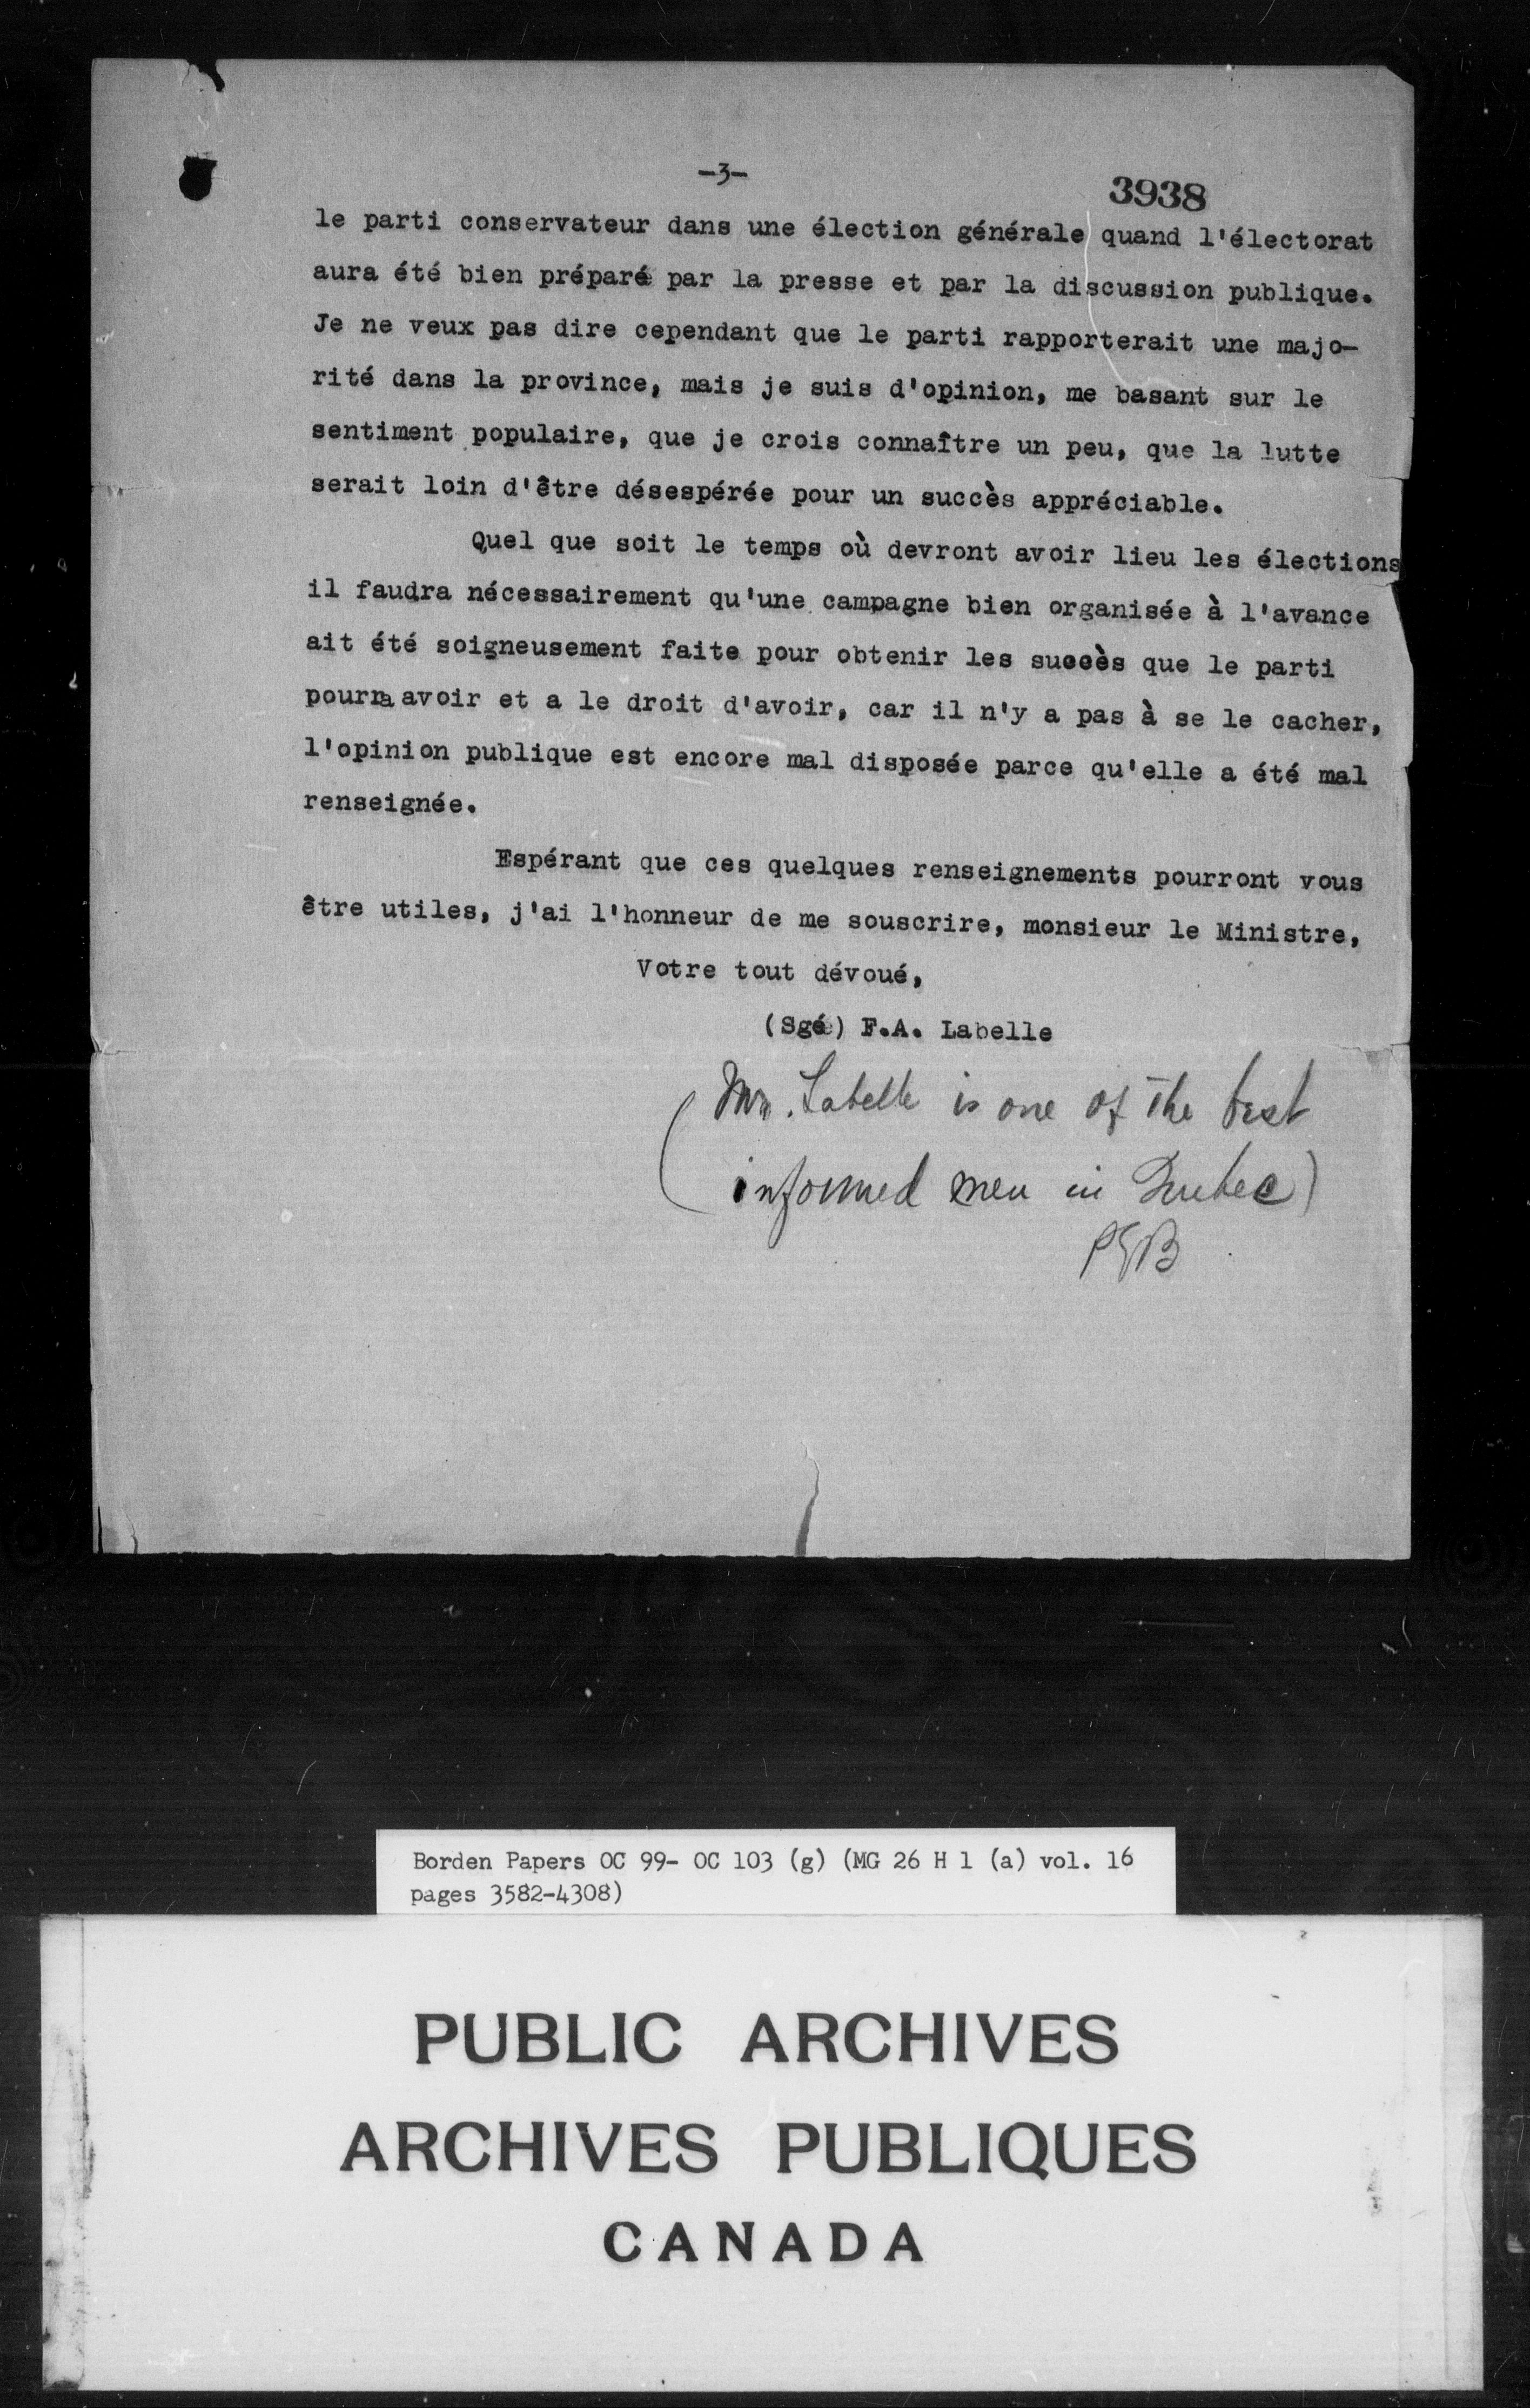 -3-
3938
le parti conservateur dans une élection générale quand l'électorat
aura été bien préparé par la presse et par la discussion publique.
Je ne veux pas dire cependant que le parti rapporterait une majo-
rité dans la province, mais je suis d'opinion, me basant sur le
sentiment populaire, que je crois connaître un peu, que la lutte
serait loin d'être désespérée pour un succès appréciable.
Quel que soit le temps où devront avoir lieu les élections
il faudra nécessairement qu'une campagne bien organisée à l'avance
ait été soigneusement faite pour obtenir les succès que le parti
pourra avoir et a le droit d'avoir, car il n'y a pas à se le cacher,
l'opinion publique est encore mal disposée parce qu'elle a été mal
renseignée.
Espérant que ces quelques renseignements pourront vous
être utiles, j'ai l'honneur de me souscrire, monsieur le Ministre,
Votre tout dévoué,
(Sgé) F.A. Labelle
(Mr. Labelle is one of the best
informed men in Quebec)
PEB
Borden Papers OC 99- OC 103 (g) (MG 26 H 1 (a) vol. 16
pages 3582-4308)
PUBLIC ARCHIVES
ARCHIVES PUBLIQUES
CANADA